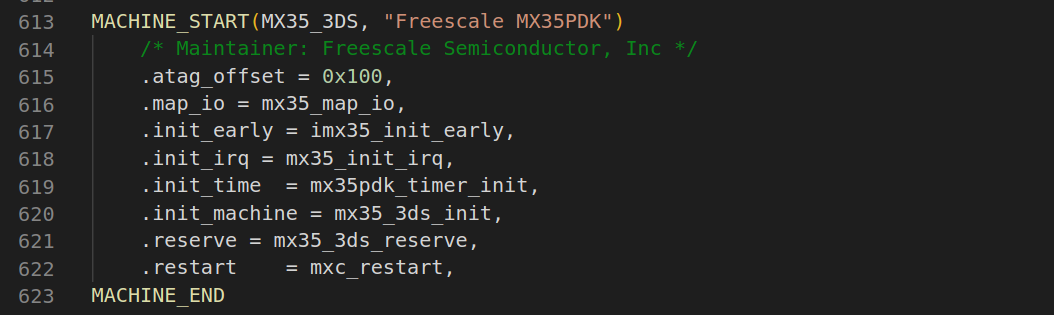 613 MACHINE_START(MX35_3DS, "Freescale MX35PDK")
614     /* Maintainer: Freescale Semiconductor, Inc */
615     .atag_offset = 0x100,
616     .map_io = mx35_map_io,
617     .init_early = imx35_init_early,
618     .init_irq = mx35_init_irq,
619     .init_time  = mx35pdk_timer_init,
620     .init_machine = mx35_3ds_init,
621     .reserve = mx35_3ds_reserve,
622     .restart    = mxc_restart,
623 MACHINE_END